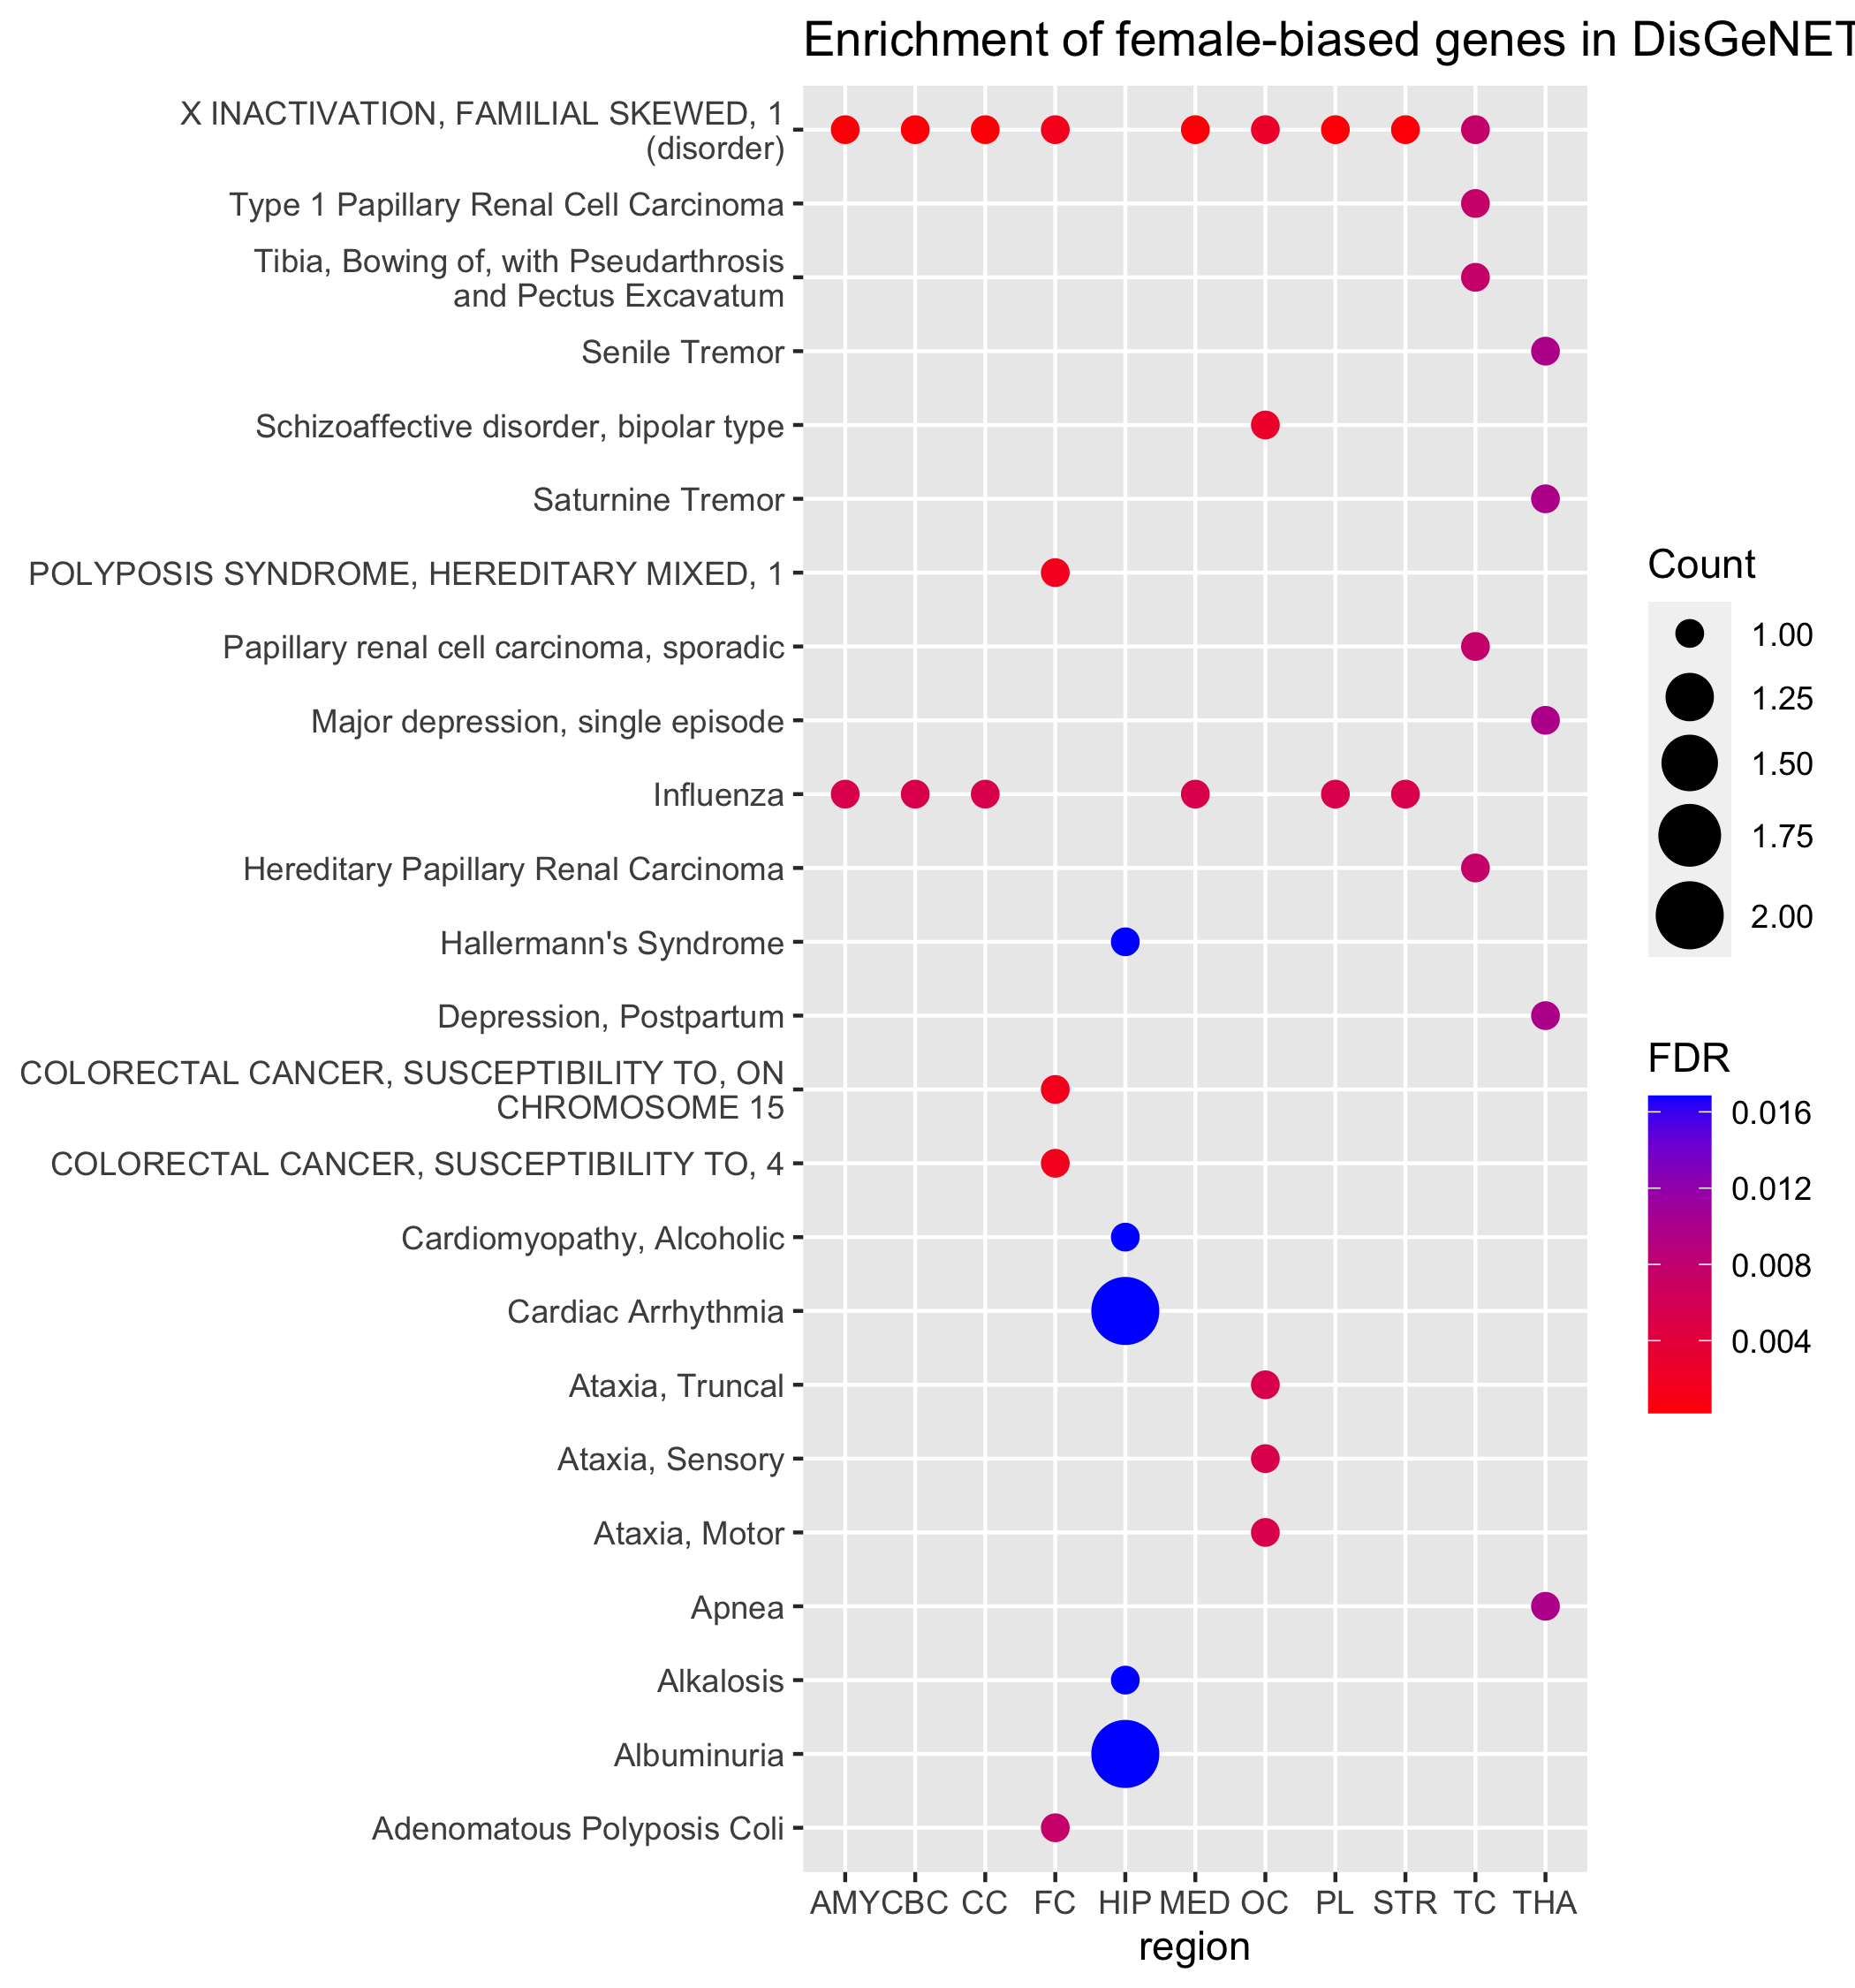 Enrichment of female-biased genes in DisGeNET
X INACTIVATION, FAMILIAL SKEWED, 1
(disorder)
Type 1 Papillary Renal Cell Carcinoma
Tibia, Bowing of, with Pseudarthrosis
and Pectus Excavatum
Senile Tremor
Schizoaffective disorder, bipolar type
Saturnine Tremor
POLYPOSIS SYNDROME, HEREDITARY MIXED, 1
Papillary renal cell carcinoma, sporadic
Major depression, single episode
Influenza
Hereditary Papillary Renal Carcinoma
Hallermann's Syndrome
Depression, Postpartum
COLORECTAL CANCER, SUSCEPTIBILITY TO, ON
CHROMOSOME 15
COLORECTAL CANCER, SUSCEPTIBILITY TO, 4
Cardiomyopathy, Alcoholic
Cardiac Arrhythmia
Ataxia, Truncal
Ataxia, Sensory
Ataxia, Motor
Apnea
Alkalosis
Albuminuria
Adenomatous Polyposis Coli
AMY CBC CC FC HIP MED OC PL STR TC THA
region
Count
1.00
1.25
1.50
1.75
2.00
FDR
0.016
0.012
0.008
0.004